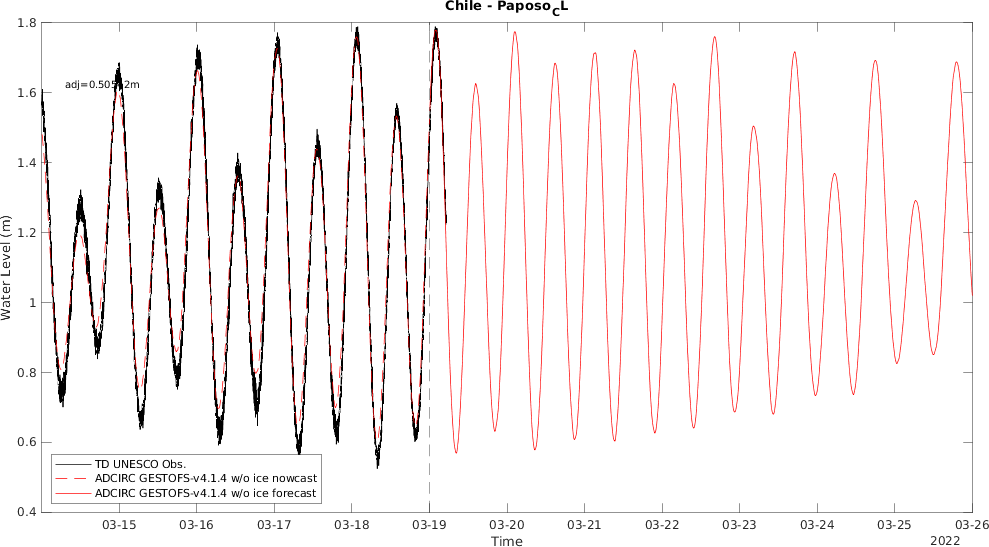 Chile - Paposo_CL
1.8
adj=0.505 2m
1.6
1.4
1.2
Water Level (m)
1
0.8
0.6
TD UNESCO Obs.
ADCIRC GESTOFS-v4.1.4 w/o ice nowcast
ADCIRC GESTOFS-v4.1.4 w/o ice forecast
0.4
03-15 03-16 03-17 03-18 03-19 03-20 03-21 03-22 03-23 03-24 03-25 03-26
Time
2022